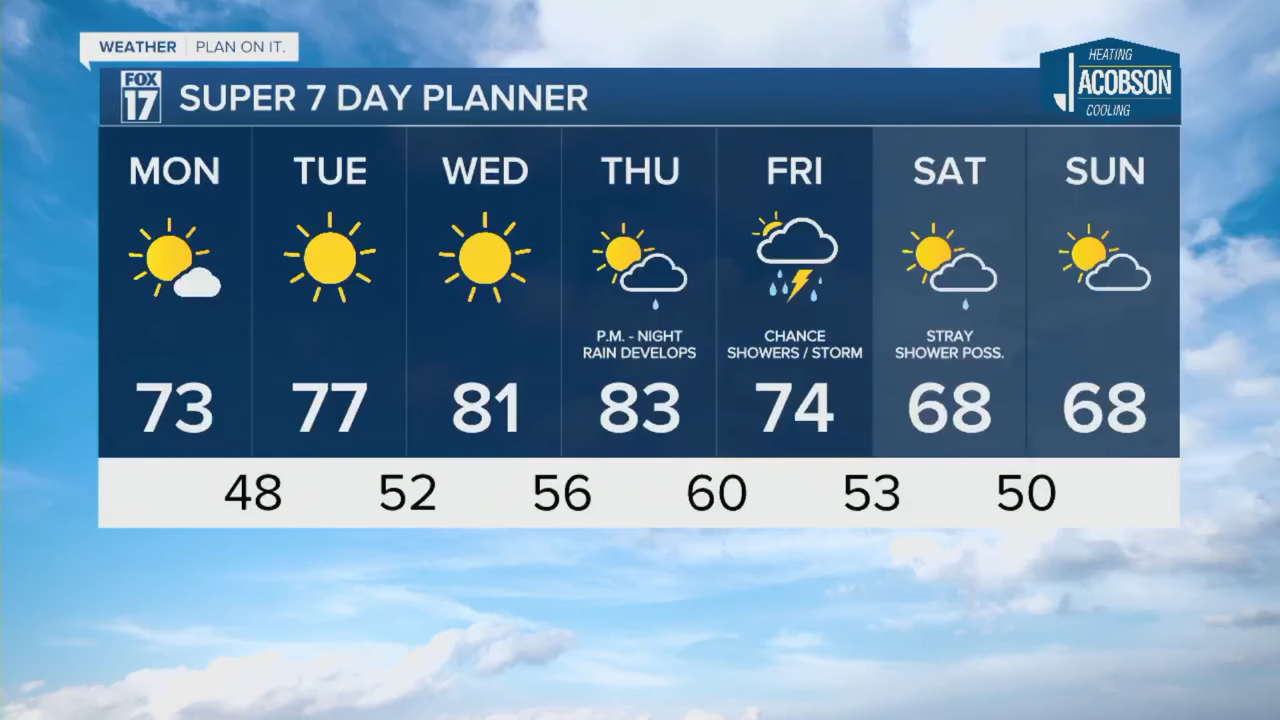 WEATHER PLAN ON IT.
FOX
17
SUPER 7 DAY PLANNER
HEATING
JACOBSON
COOLING
MON TUE WED THU FRI SAT SUN
P.M. - NIGHT CHANCE STRAY
RAIN DEVELOPS SHOWERS / STORM SHOWER POSS.
73 77 81 83 74 68 68
48 52 56 60 53 50